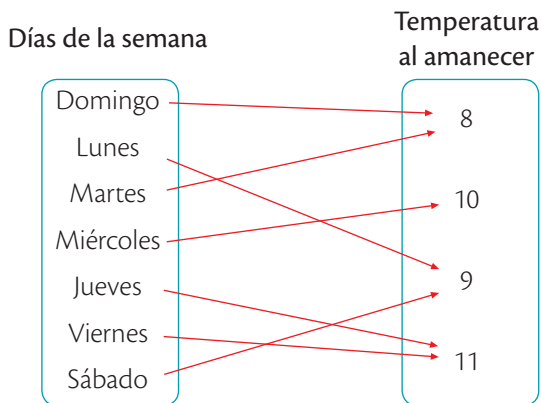 Días de la semana
Temperatura
al amanecer
Domingo
Lunes
Martes
Miércoles
Jueves
Viernes
Sábado
8
10
9
11